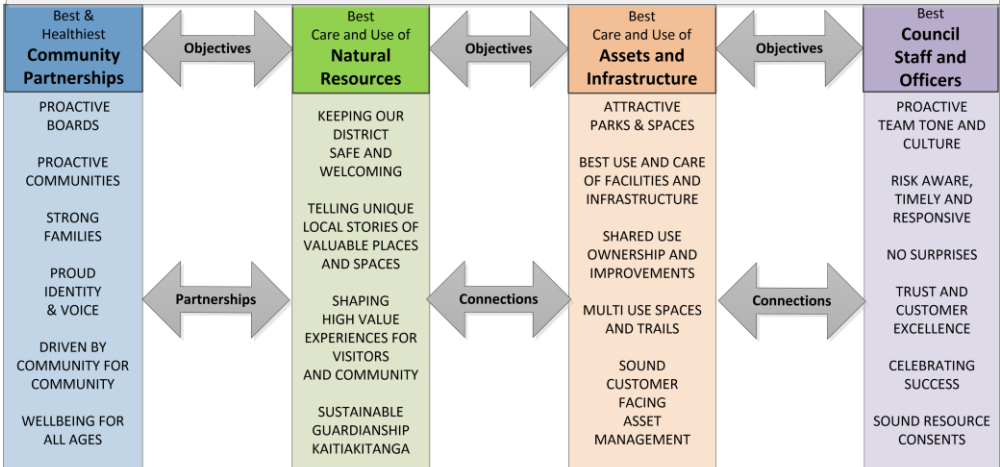 Best &
Healthiest
Community
Partnerships
PROACTIVE
BOARDS
PROACTIVE
COMMUNITIES
STRONG
FAMILIES
PROUD
IDENTITY
& VOICE
DRIVEN BY
COMMUNITY FOR
COMMUNITY
WELLBEING FOR
ALL AGES
Objectives
Partnerships
Best
Care and Use of
Natural
Resources
KEEPING OUR
DISTRICT
SAFE AND
WELCOMING
TELLING UNIQUE
LOCAL STORIES OF
VALUABLE PLACES
AND SPACES
SHAPING
HIGH VALUE
EXPERIENCES FOR
VISITORS
AND COMMUNITY
SUSTAINABLE
GUARDIANSHIP
KAITIAKITANGA
Objectives
Connections
Best
Care and Use of
Assets and
Infrastructure
ATTRACTIVE
PARKS & SPACES
BEST USE AND CARE
OF FACILITIES AND
INFRASTRUCTURE
SHARED USE
OWNERSHIP AND
IMPROVEMENTS
MULTI USE SPACES
AND TRAILS
SOUND
CUSTOMER
FACING
ASSET
MANAGEMENT
Objectives
Connections
Best
Council
Staff and
Officers
PROACTIVE
TEAM TONE AND
CULTURE
RISK AWARE,
TIMELY AND
RESPONSIVE
NO SURPRISES
TRUST AND
CUSTOMER
EXCELLENCE
CELEBRATING
SUCCESS
SOUND RESOURCE
CONSENTS